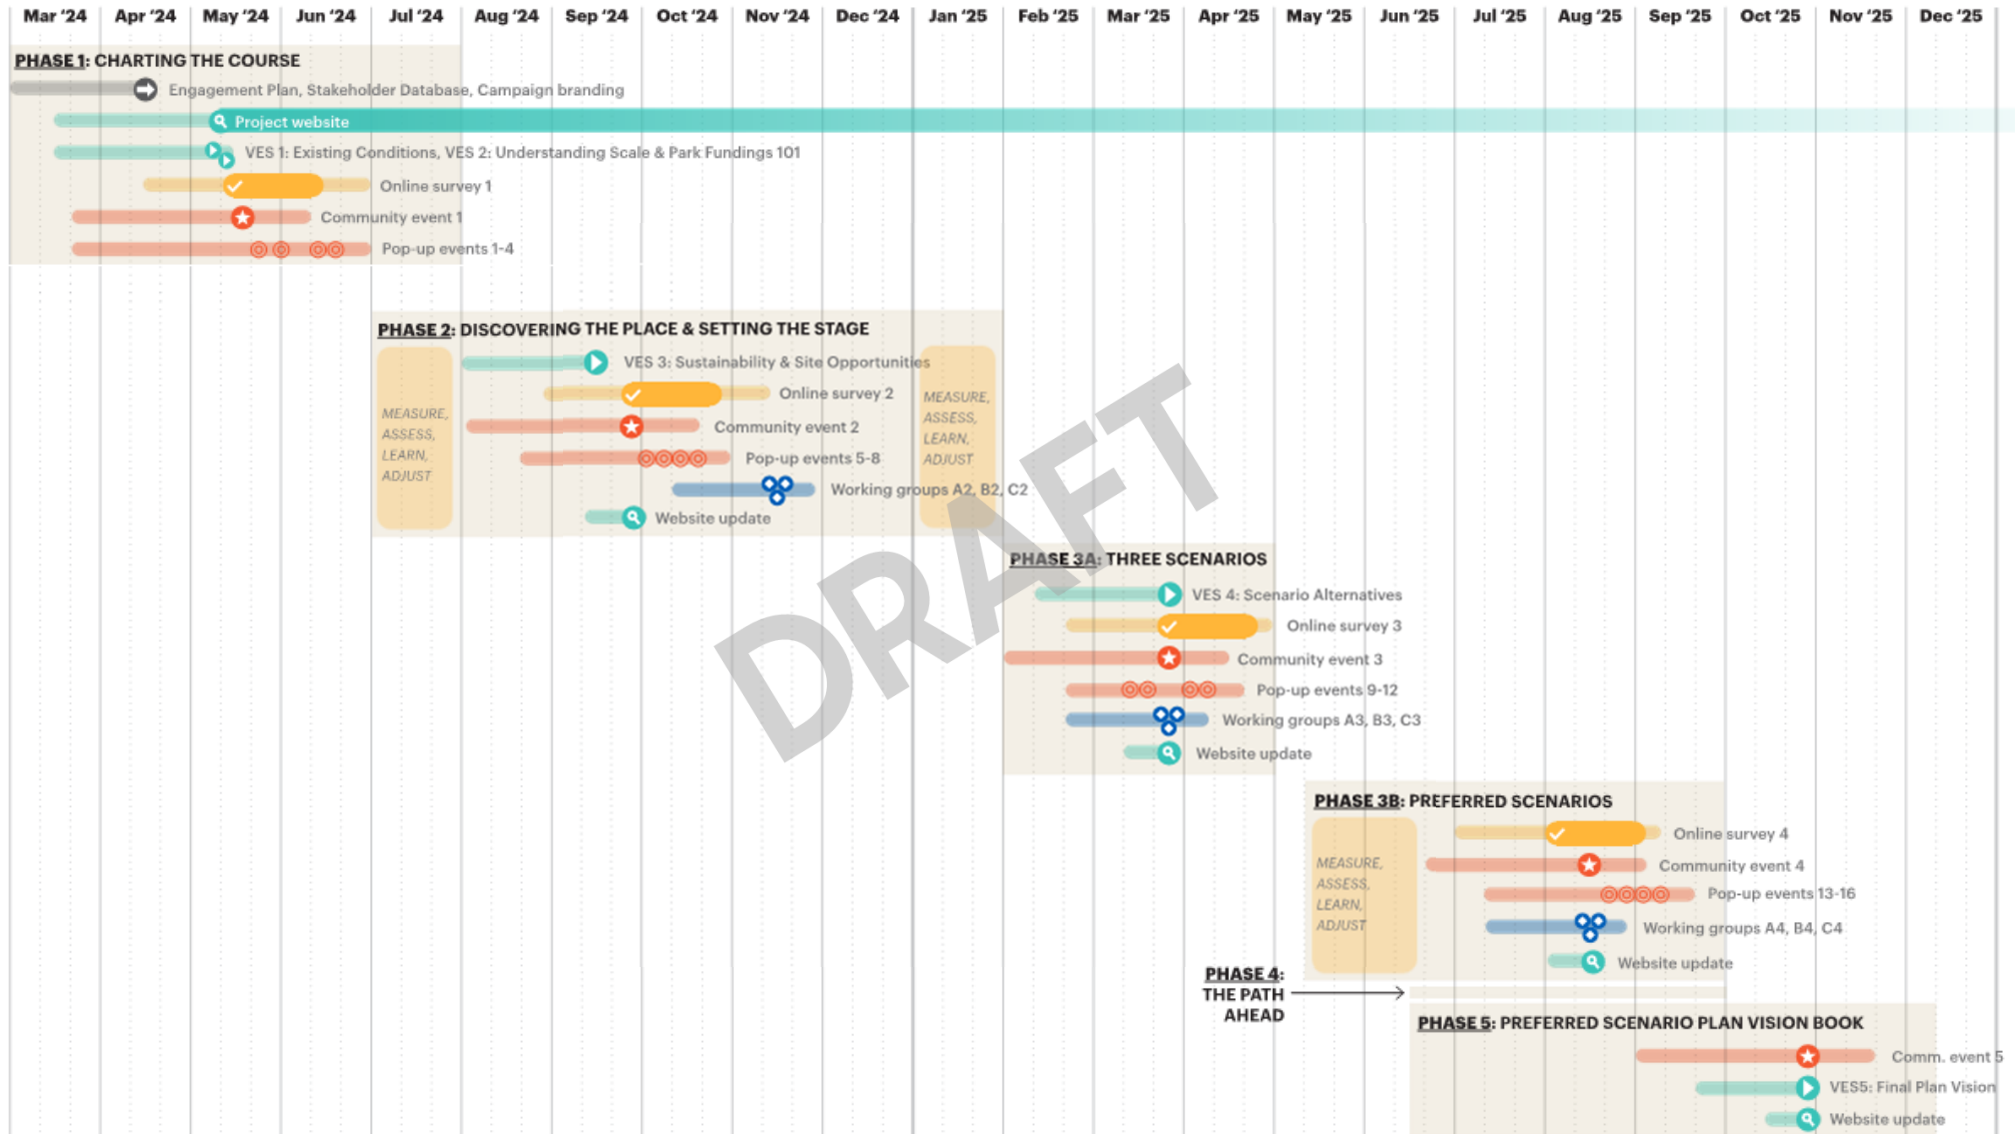 Mar ‘24 Apr ‘24 May ‘24 Jun ‘24 Jul ‘24 Aug ‘24 Sep ‘24 Oct ‘24 Nov ‘24 Dec ‘24 Jan ‘25 Feb ‘25 Mar ‘25 Apr ‘25 May ‘25 Jun ‘25 Jul ‘25 Aug ‘25 Sep ‘25 Oct ‘25 Nov ‘25 Dec ‘25
PHASE 1: CHARTING THE COURSE
Engagement Plan, Stakeholder Database, Campaign branding
Project website
VES 1: Existing Conditions, VES 2: Understanding Scale & Park Fundings 101
Online survey 1
Community event 1
Pop-up events 1-4
PHASE 2: DISCOVERING THE PLACE & SETTING THE STAGE
MEASURE,
ASSESS,
LEARN,
ADJUST
VES 3: Sustainability & Site Opportunities
Online survey 2
Community event 2
Pop-up events 5-8
Working groups A2, B2, C2
Website update
MEASURE,
ASSESS,
LEARN,
ADJUST
DRAFT
PHASE 3A: THREE SCENARIOS
VES 4: Scenario Alternatives
Online survey 3
Community event 3
Pop-up events 9-12
Working groups A3, B3, C3
Website update
PHASE 3B: PREFERRED SCENARIOS
MEASURE,
ASSESS,
LEARN,
ADJUST
Online survey 4
Community event 4
Pop-up events 13-16
Working groups A4, B4, C4
Website update
PHASE 4:
THE PATH
AHEAD
PHASE 5: PREFERRED SCENARIO PLAN VISION BOOK
Comm. event 5
VES5: Final Plan Vision
Website update